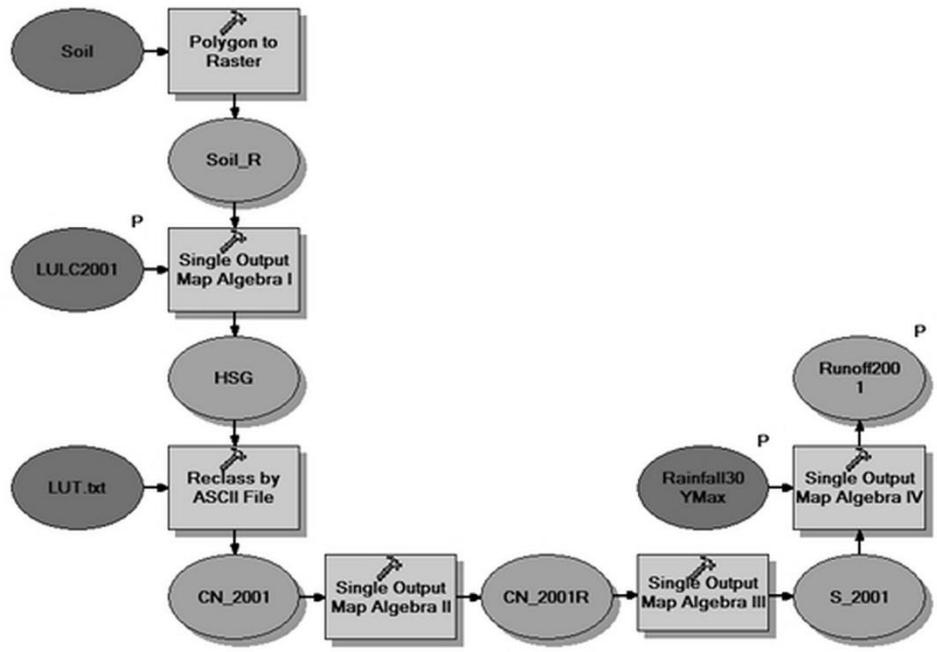 Soil
Polygon to
Raster
Soil_R
P
LULC2001
Single Output
Map Algebra I
HSG
LUT.txt
Reclass by
ASCII File
CN_2001
Single Output
Map Algebra II
CN_2001R
Single Output
Map Algebra III
S_2001
P
Rainfall30
YMax
Single Output
Map Algebra IV
P
Runoff200
1